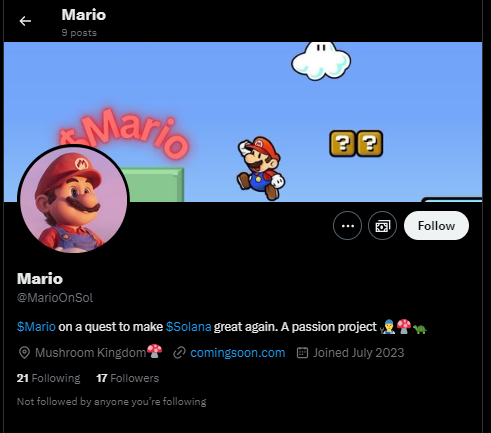 Mario
9 posts
$Mario
? ?
M
Follow
Mario
@MarioOnSol
$Mario on a quest to make $Solana great again. A passion project
Mushroom Kingdom comingsoon.com Joined July 2023
21 Following 17 Followers
Not followed by anyone you're following